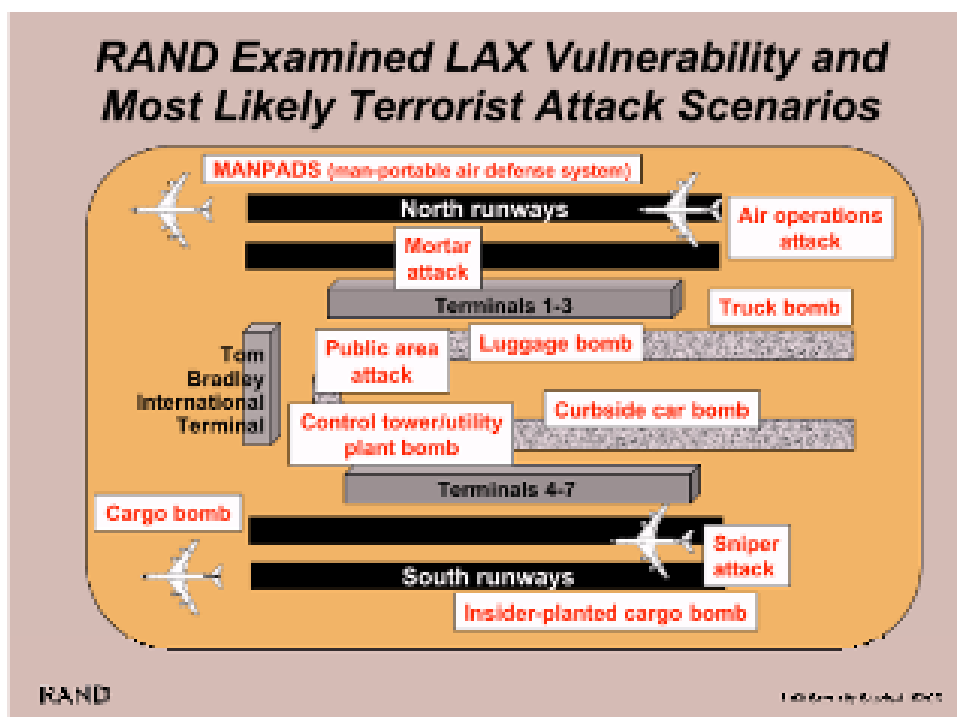 RAND Examined LAX Vulnerability and
Most Likely Terrorist Attack Scenarios
MANPADS (man-portable air defense system)
North runways
Air operations
attack
Mortar
attack
Terminals 1-3
Truck bomb
Luggage bomb
Public area
attack
Tom
Bradley
International
Terminal
Curbside car bomb
Control tower/utility
plant bomb
Terminals 4-7
Cargo bomb
Sniper
attack
South runways
Insider-planted cargo bomb
RAND